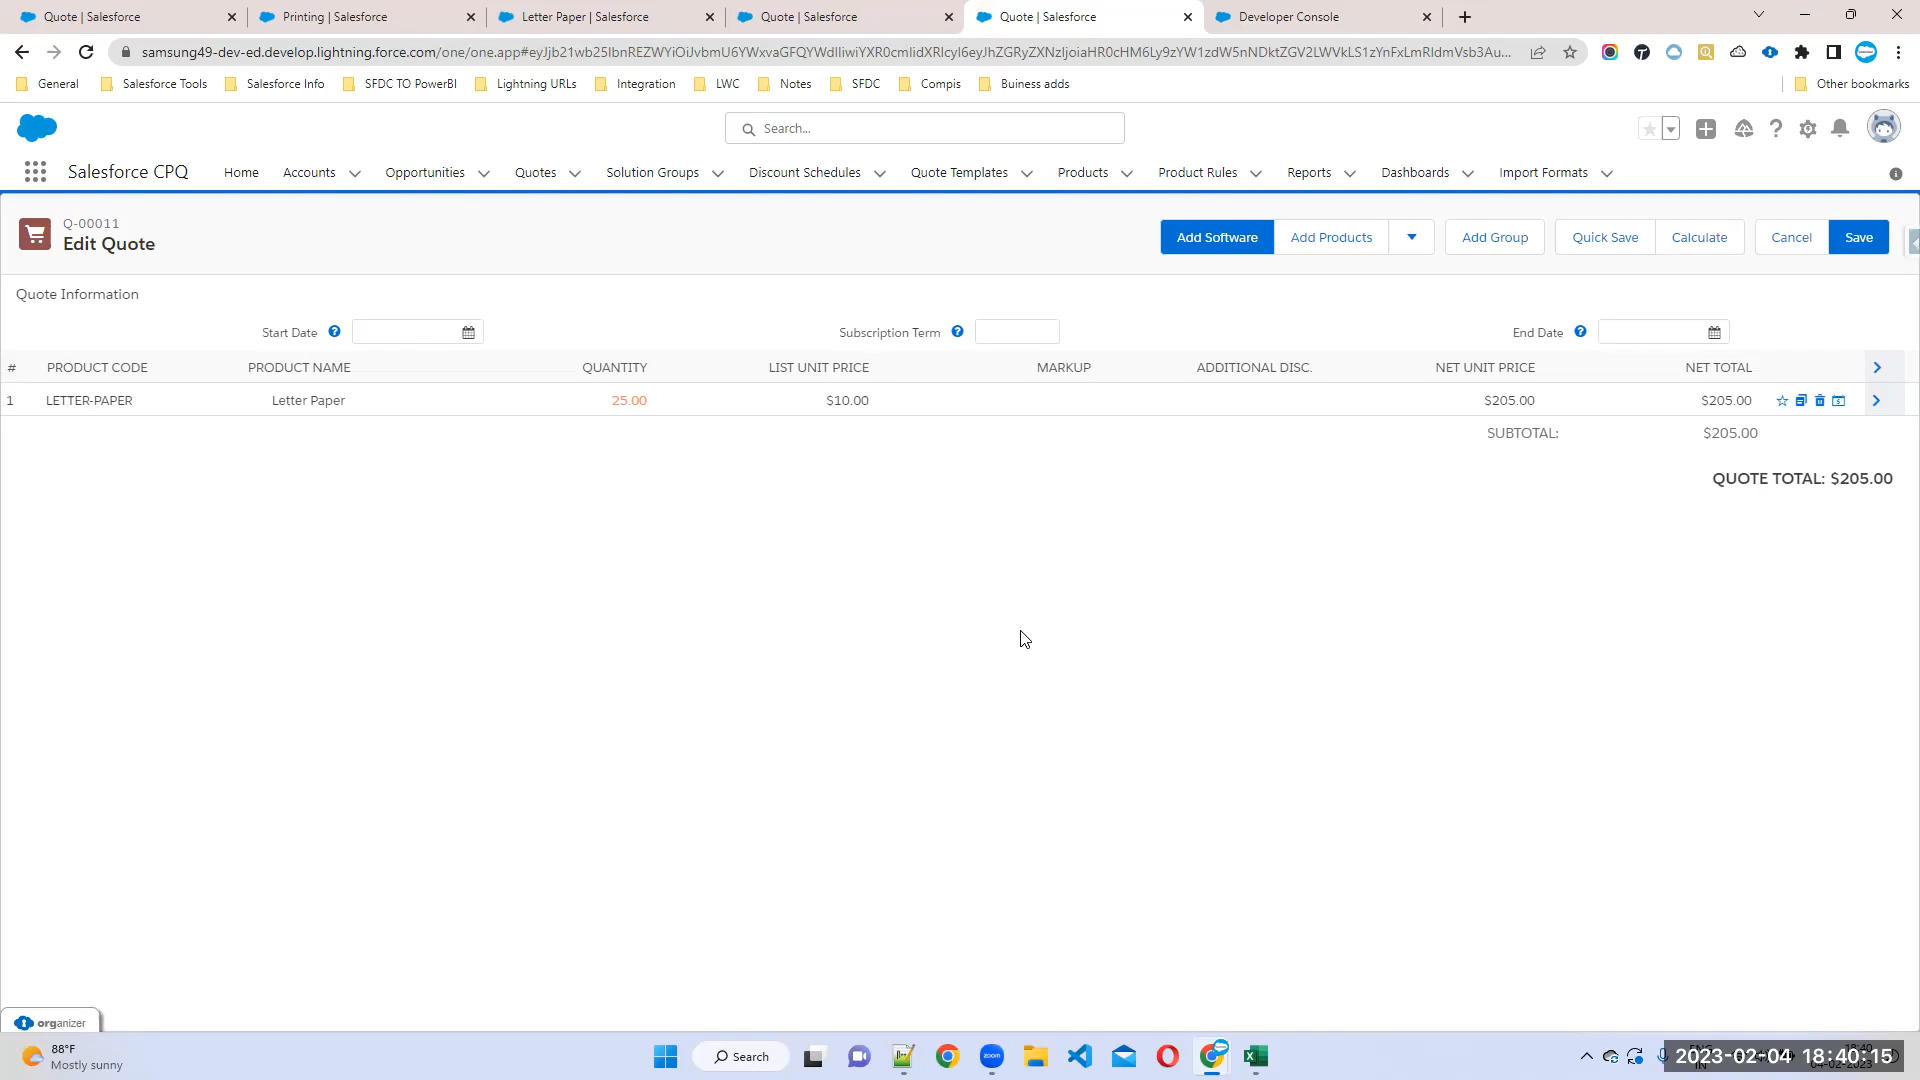 Quote | Salesforce
Printing | Salesforce
Letter Paper | Salesforce
Quote | Salesforce
Quote | Salesforce
Developer Console
General
Salesforce Tools
Salesforce Info
SFDC TO PowerBI
Lightning URLs
Integration
LWC
Notes
SFDC
Compis
Buiness adds
Other bookmarks
Search...
Salesforce CPQ
Home
Accounts
Opportunities
Quotes
Solution Groups
Discount Schedules
Quote Templates
Products
Product Rules
Reports
Dashboards
Import Formats
Q-00011
Edit Quote
Add Software
Add Products
Add Group
Quick Save
Calculate
Cancel
Save
Quote Information
Start Date
Subscription Term
End Date
# PRODUCT CODE PRODUCT NAME QUANTITY LIST UNIT PRICE MARKUP ADDITIONAL DISC. NET UNIT PRICE NET TOTAL
1 LETTER-PAPER Letter Paper 25.00 $10.00 $205.00 $205.00
SUBTOTAL: $205.00
QUOTE TOTAL: $205.00
organizer
88°F
Mostly sunny
Search
zoom
2023-02-04 18:40:15